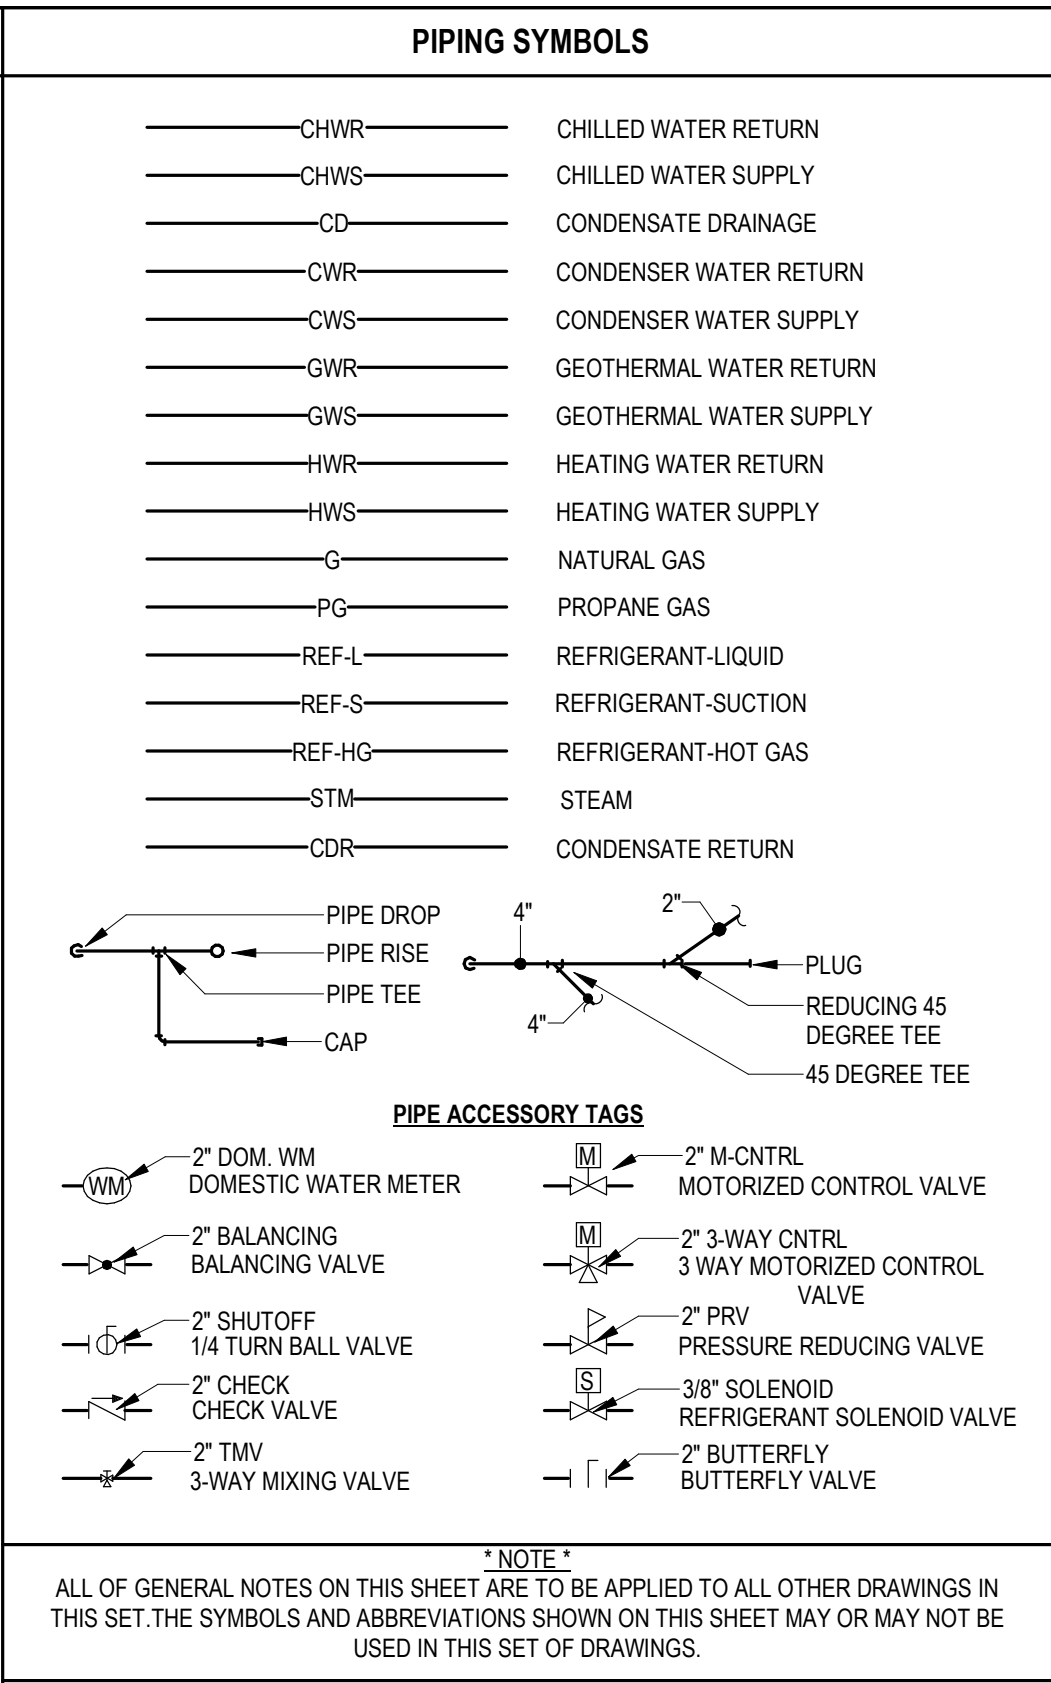 PIPING SYMBOLS
CHWR CHILLED WATER RETURN
CHWS CHILLED WATER SUPPLY
CD CONDENSATE DRAINAGE
CWR CONDENSER WATER RETURN
CWS CONDENSER WATER SUPPLY
GWR GEOTHERMAL WATER RETURN
GWS GEOTHERMAL WATER SUPPLY
HWR HEATING WATER RETURN
HWS HEATING WATER SUPPLY
G NATURAL GAS
PG PROPANE GAS
REF-L REFRIGERANT-LIQUID
REF-S REFRIGERANT-SUCTION
REF-HG REFRIGERANT-HOT GAS
STM STEAM
CDR CONDENSATE RETURN
PIPE DROP
PIPE RISE
PIPE TEE
CAP
4"
2"
4"
PLUG
REDUCING 45
DEGREE TEE
45 DEGREE TEE
PIPE ACCESSORY TAGS
WM
2" DOM. WM
DOMESTIC WATER METER
2" BALANCING
BALANCING VALVE
2" SHUTOFF
1/4 TURN BALL VALVE
2" CHECK
CHECK VALVE
2" TMV
3-WAY MIXING VALVE
M
2" M-CNTRL
MOTORIZED CONTROL VALVE
M
2" 3-WAY CNTRL
3 WAY MOTORIZED CONTROL
VALVE
2" PRV
PRESSURE REDUCING VALVE
S
3/8" SOLENOID
REFRIGERANT SOLENOID VALVE
2" BUTTERFLY
BUTTERFLY VALVE
* NOTE *
ALL OF GENERAL NOTES ON THIS SHEET ARE TO BE APPLIED TO ALL OTHER DRAWINGS IN
THIS SET.THE SYMBOLS AND ABBREVIATIONS SHOWN ON THIS SHEET MAY OR MAY NOT BE
USED IN THIS SET OF DRAWINGS.